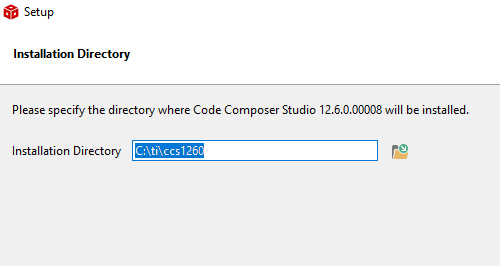 Setup
Installation Directory
Please specify the directory where Code Composer Studio 12.6.0.00008 will be installed.
Installation Directory C:\ti\ccs1260